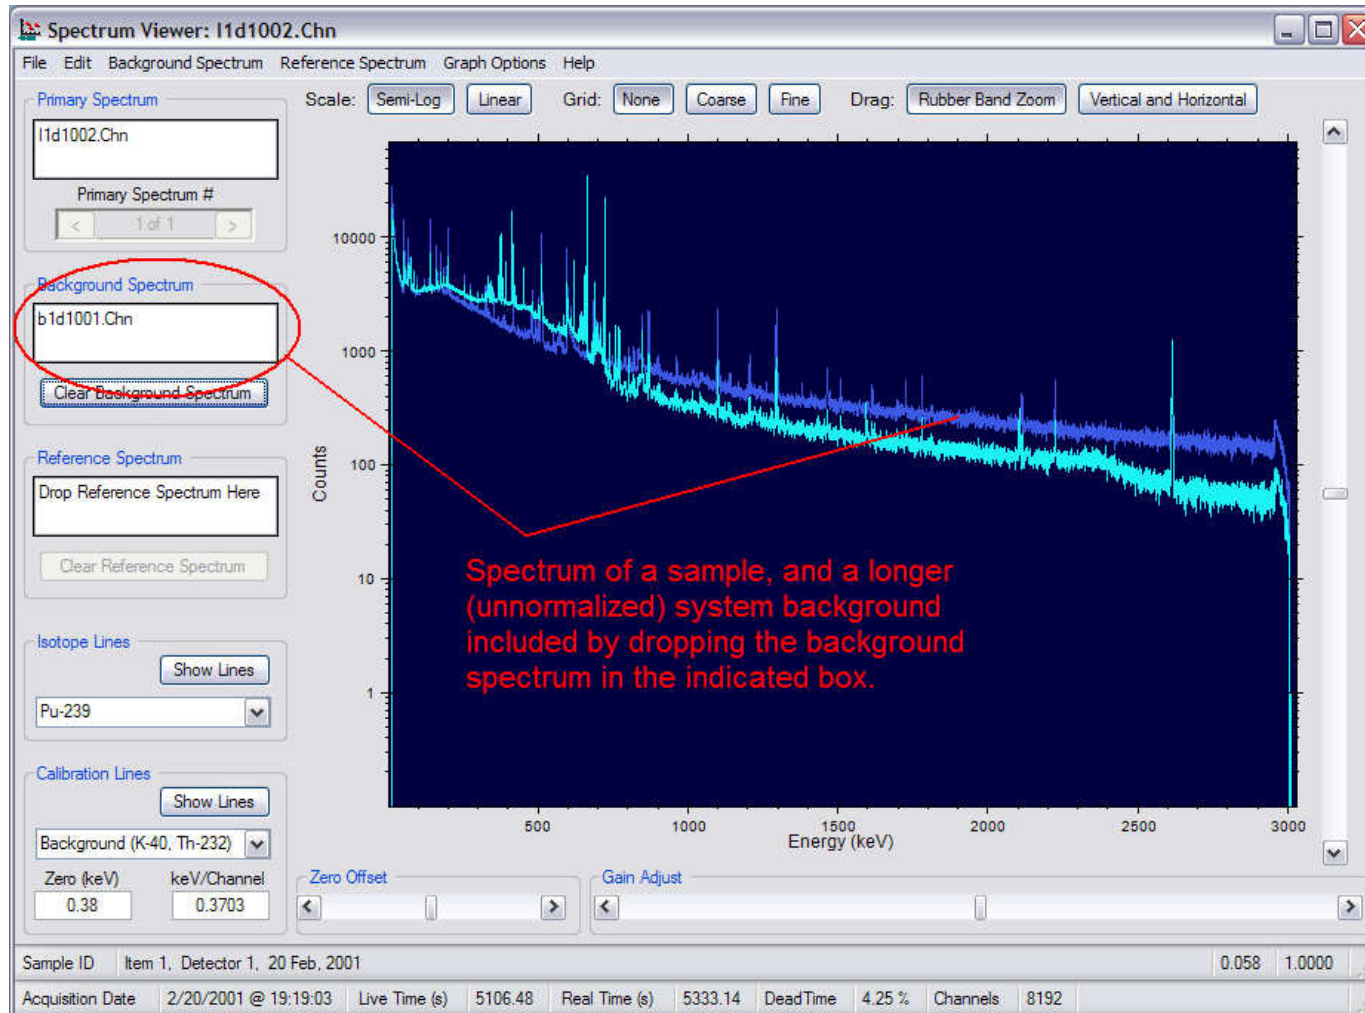 Spectrum Viewer: I1d1002.Chn
File Edit Background Spectrum Reference Spectrum Graph Options Help
Primary Spectrum
I1d1002.Chn
Primary Spectrum #
< 1 of 1 >
Background Spectrum
b1d1001.Chn
Clear Background Spectrum
Reference Spectrum
Drop Reference Spectrum Here
Clear Reference Spectrum
Isotope Lines
Show Lines
Pu-239
Calibration Lines
Show Lines
Background (K-40, Th-232)
Zero (keV) keV/Channel
0.38 0.3703
Scale: Semi-Log Linear Grid: None Coarse Fine Drag: Rubber Band Zoom Vertical and Horizontal
10000
1000
100
10
1
Counts
500 1000 1500 2000 2500 3000
Energy (keV)
Spectrum of a sample, and a longer
(unnormalized) system background
included by dropping the background
spectrum in the indicated box.
Zero Offset
Gain Adjust
Sample ID Item 1, Detector 1, 20 Feb, 2001 0.058 1.0000
Acquisition Date 2/20/2001 @ 19:19:03 Live Time (s) 5106.48 Real Time (s) 5333.14 DeadTime 4.25 % Channels 8192